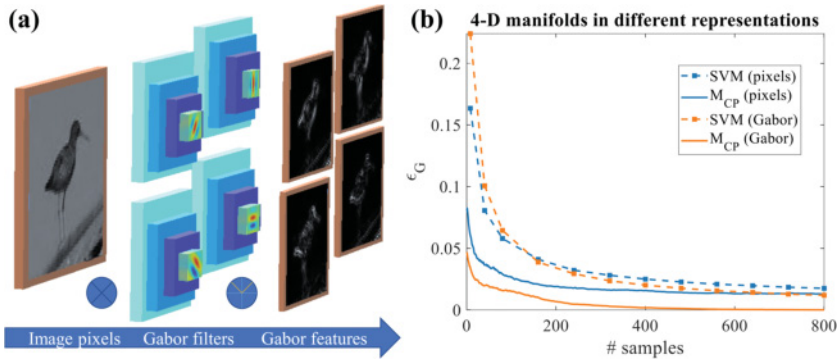 (a)
Image pixels
Gabor filters
Gabor features
(b)
4-D manifolds in different representations
SVM (pixels)
M_CP (pixels)
SVM (Gabor)
M_CP (Gabor)
ϵ_G
0.2
0.15
0.1
0.05
0
0
200
400
600
800
# samples